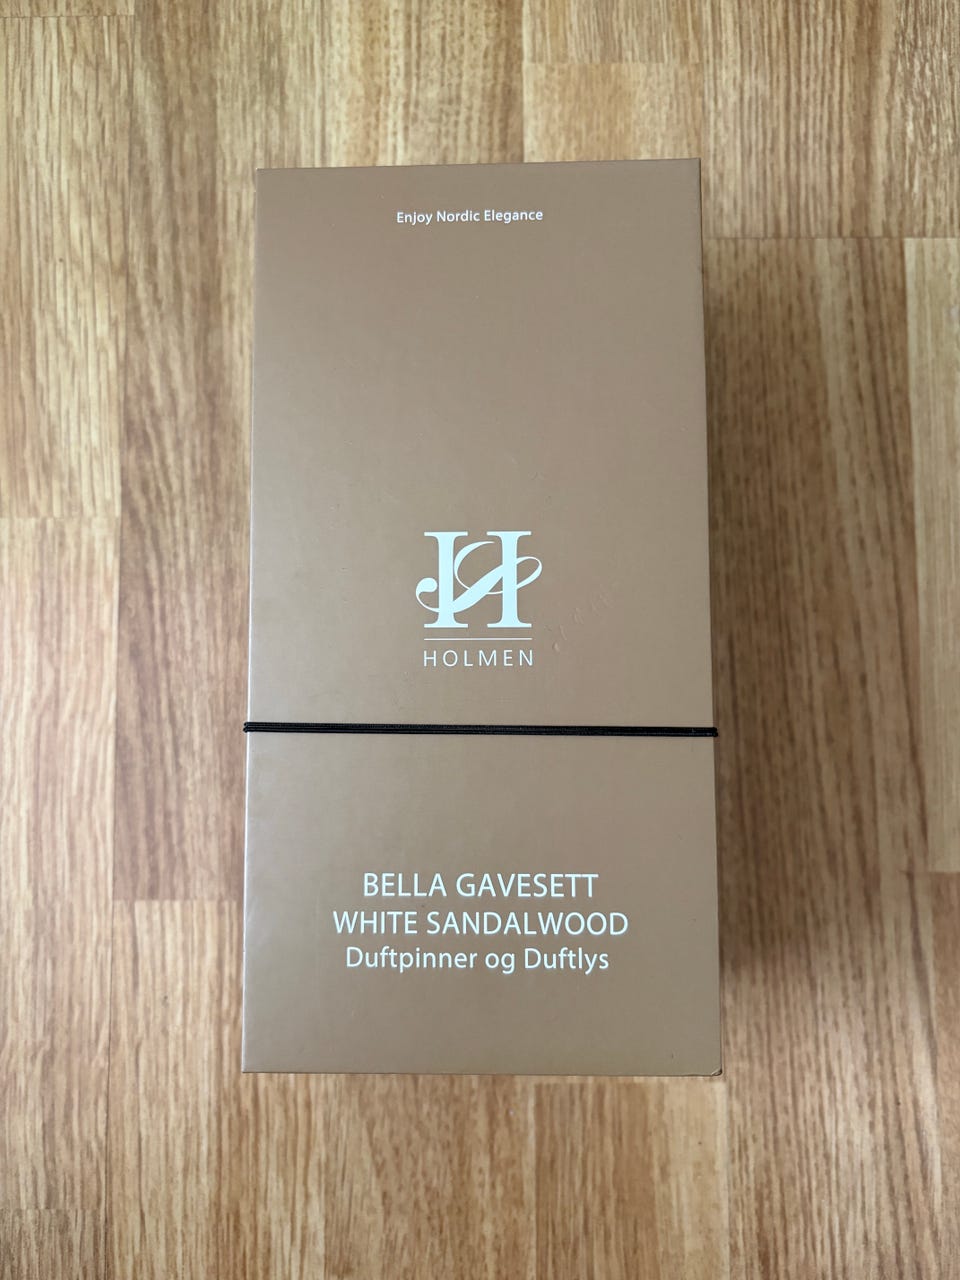 Enjoy Nordic Elegance
H
HOLMEN
BELLA GAVESETT
WHITE SANDALWOOD
Duftpinner og Duftlys